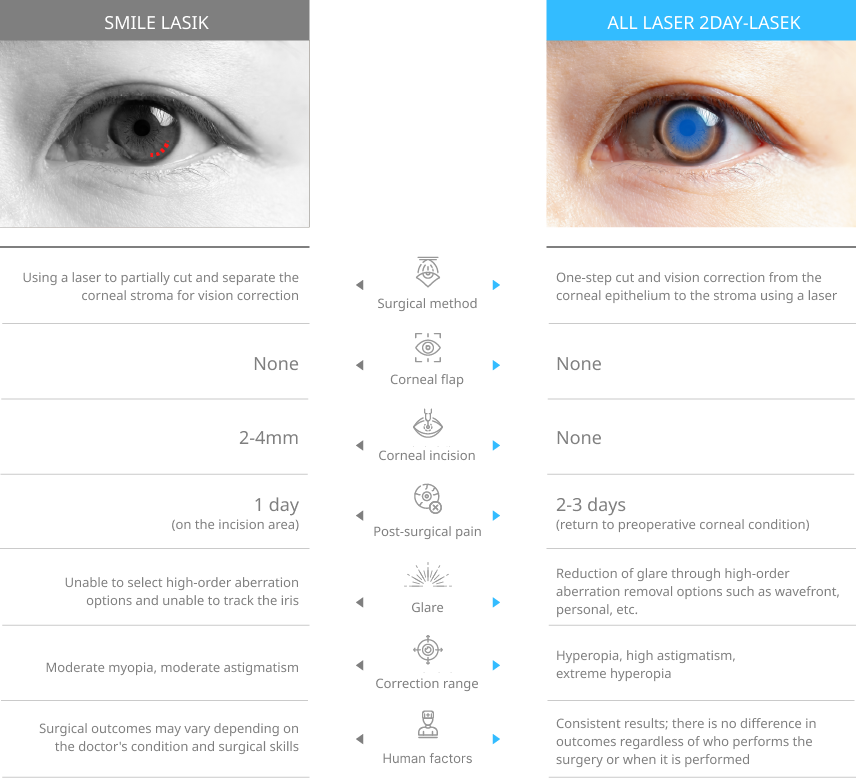 SMILE LASIK
ALL LASER 2DAY-LASEK
Using a laser to partially cut and separate the
corneal stroma for vision correction
Surgical method
One-step cut and vision correction from the
corneal epithelium to the stroma using a laser
None
Corneal flap
None
2-4mm
Corneal incision
None
1 day
(on the incision area)
Post-surgical pain
2-3 days
(return to preoperative corneal condition)
Unable to select high-order aberration
options and unable to track the iris
Glare
Reduction of glare through high-order
aberration removal options such as wavefront,
personal, etc.
Moderate myopia, moderate astigmatism
Correction range
Hyperopia, high astigmatism,
extreme hyperopia
Surgical outcomes may vary depending on
the doctor's condition and surgical skills
Human factors
Consistent results; there is no difference in
outcomes regardless of who performs the
surgery or when it is performed